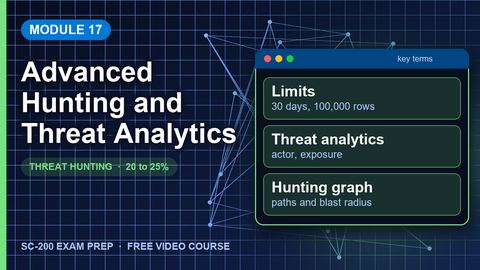 MODULE 17
Advanced
Hunting and
Threat Analytics
THREAT HUNTING · 20 to 25%
SC-200 EXAM PREP · FREE VIDEO COURSE
key terms
Limits
30 days, 100,000 rows
Threat analytics
actor, exposure
Hunting graph
paths and blast radius